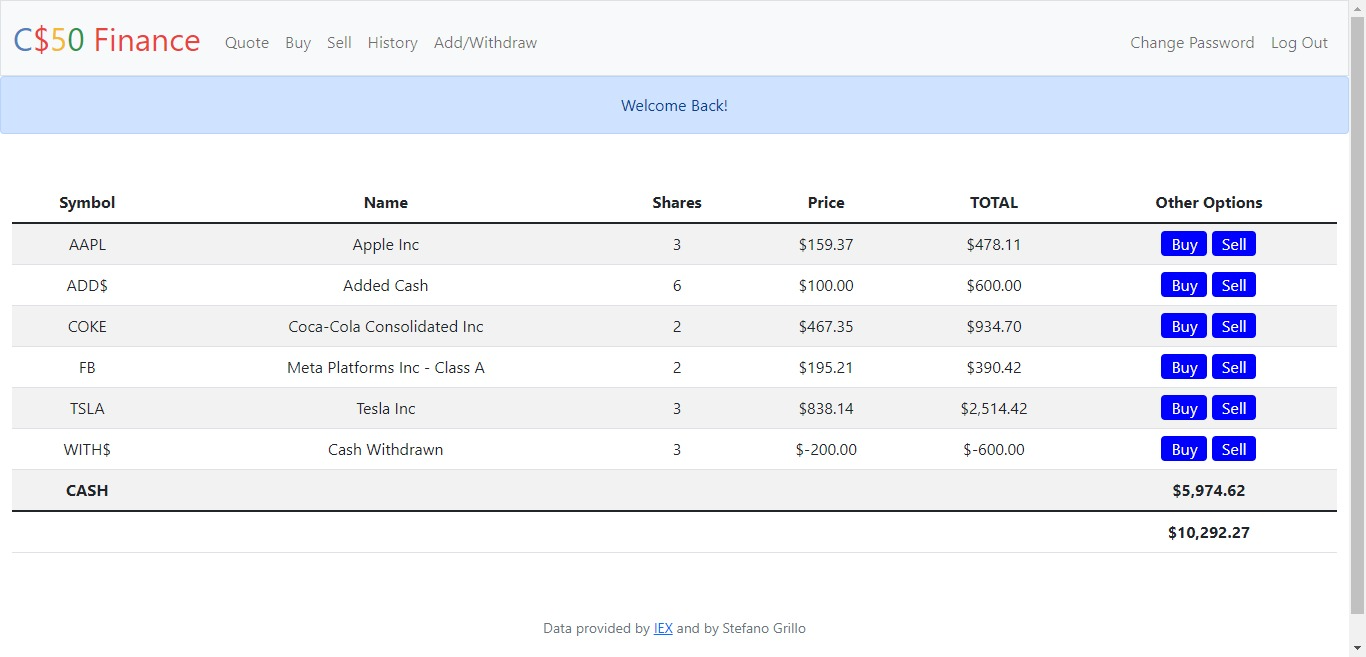 C$50 Finance Quote Buy Sell History Add/Withdraw Change Password Log Out
Welcome Back!
Symbol Name Shares Price TOTAL Other Options
AAPL Apple Inc 3 $159.37 $478.11 Buy Sell
ADD$ Added Cash 6 $100.00 $600.00 Buy Sell
COKE Coca-Cola Consolidated Inc 2 $467.35 $934.70 Buy Sell
FB Meta Platforms Inc - Class A 2 $195.21 $390.42 Buy Sell
TSLA Tesla Inc 3 $838.14 $2,514.42 Buy Sell
WITH$ Cash Withdrawn 3 $-200.00 $-600.00 Buy Sell
CASH $5,974.62
$10,292.27
Data provided by IEX and by Stefano Grillo